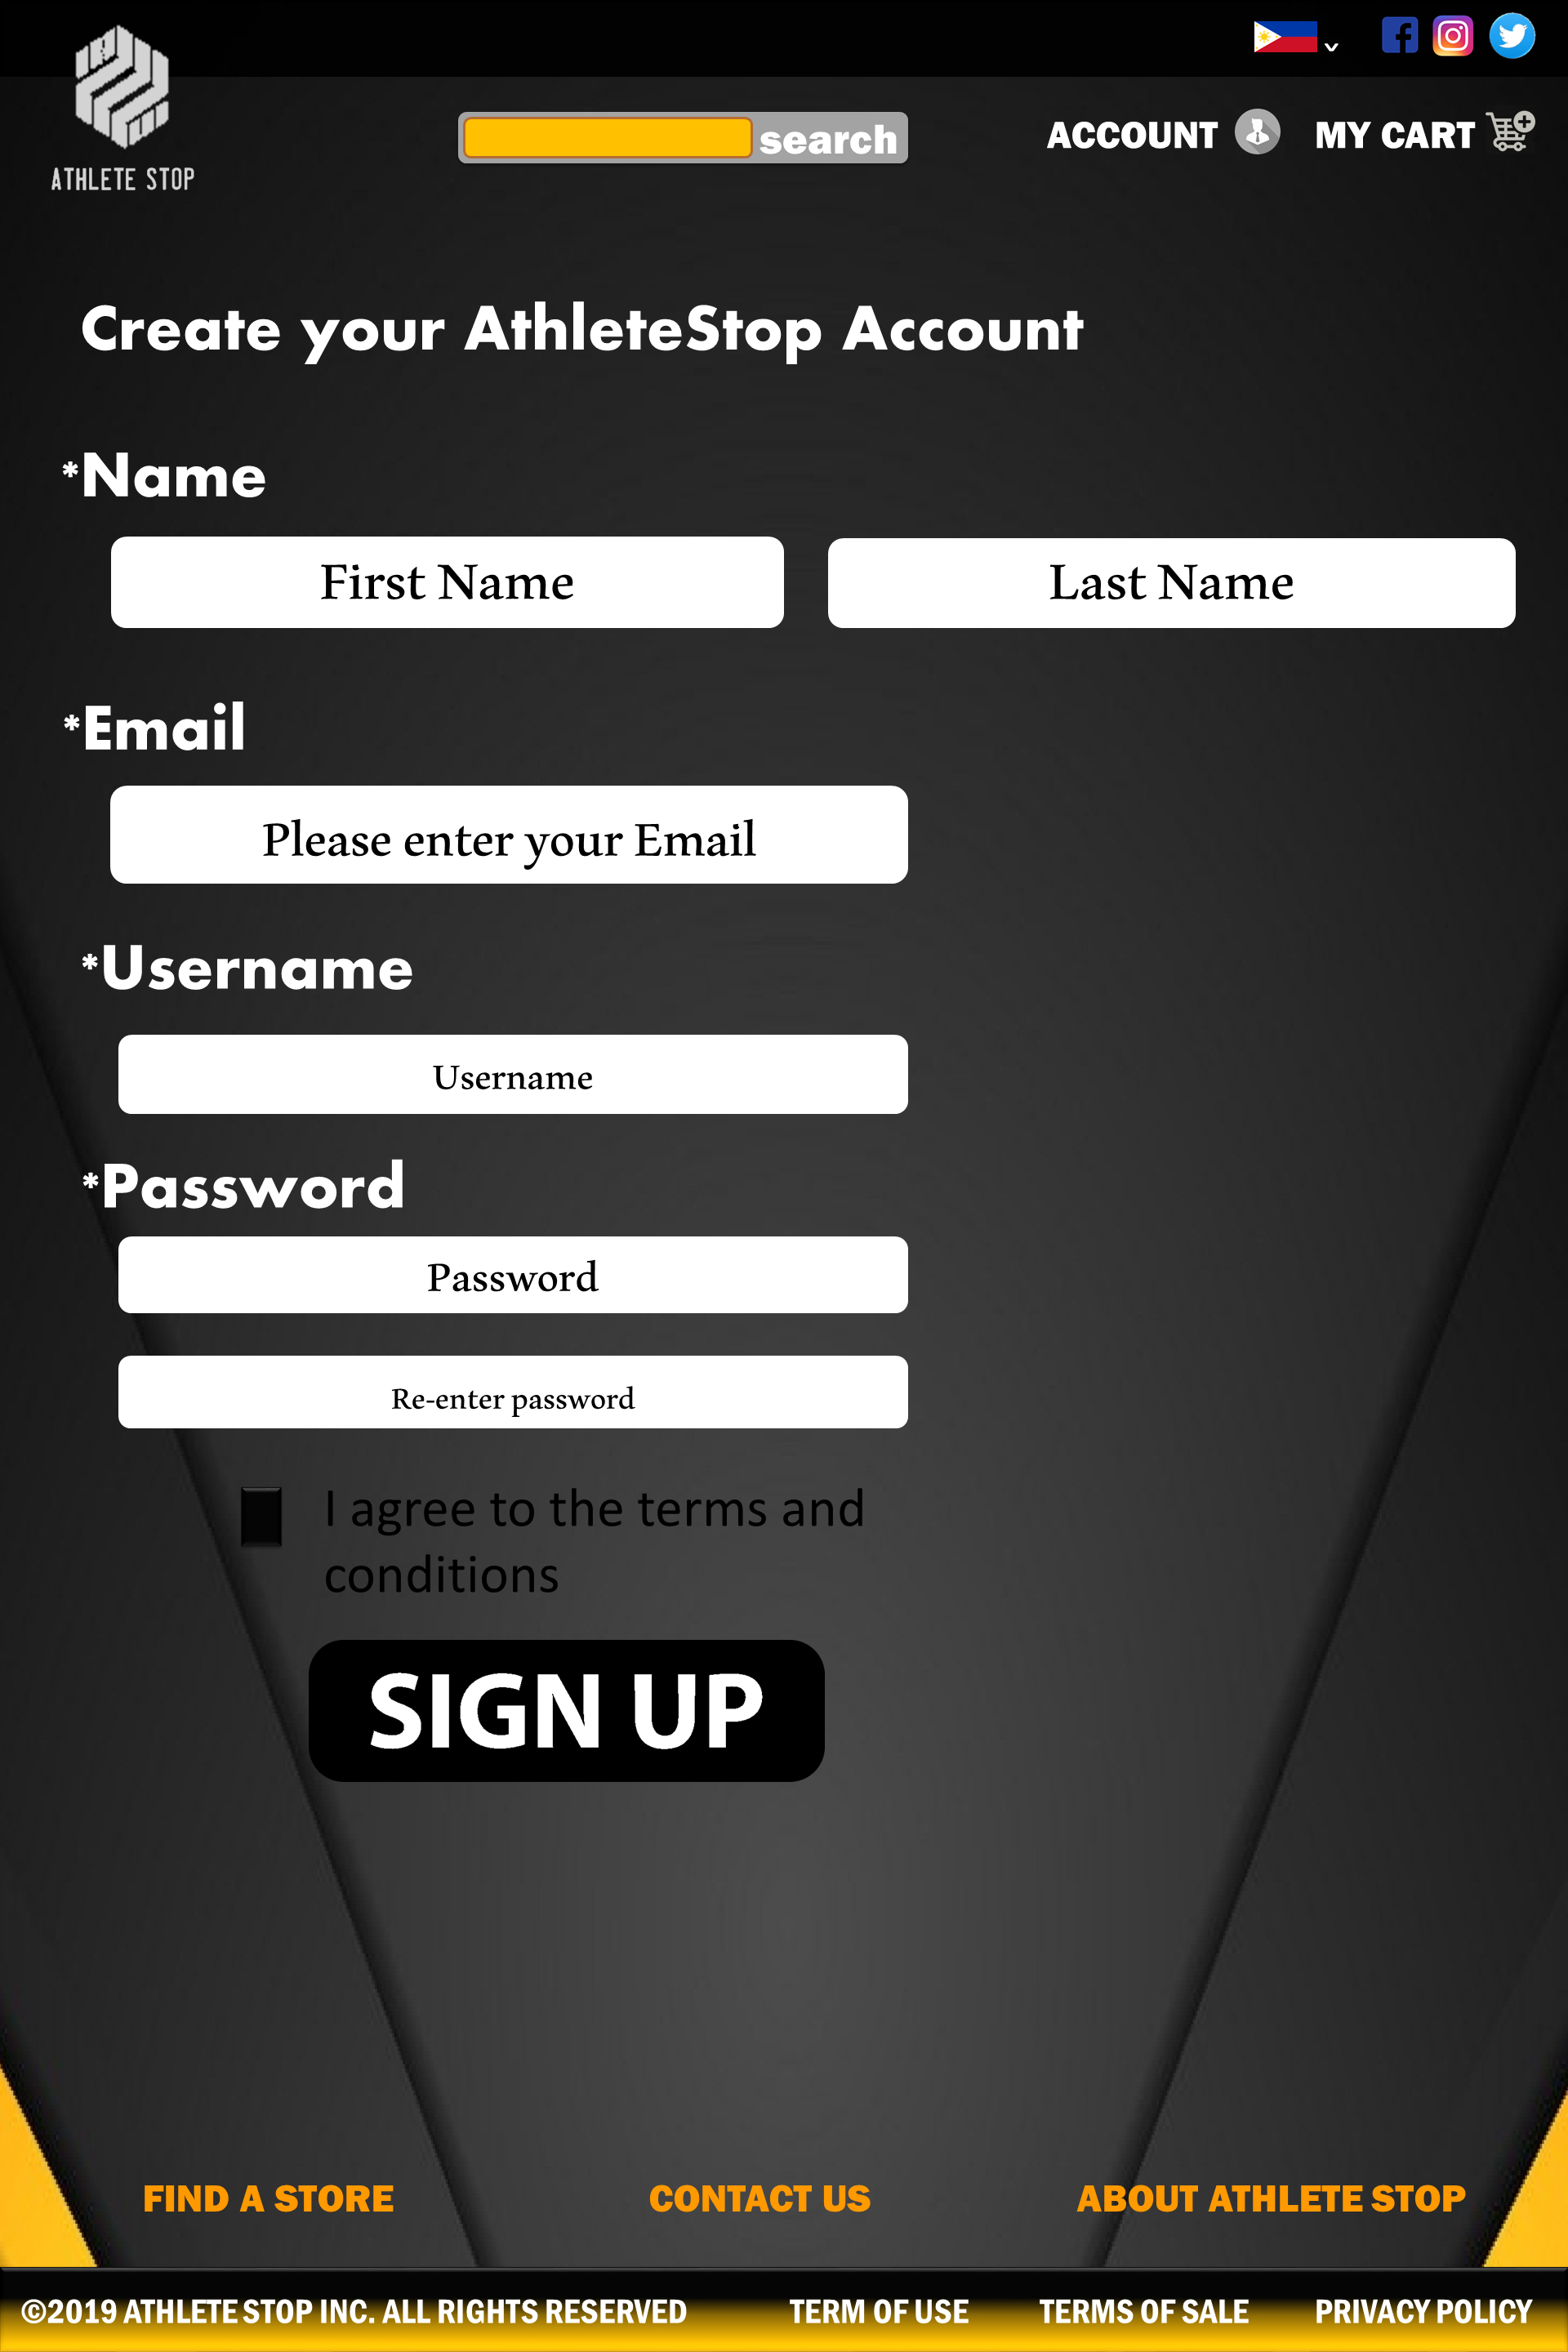 ATHLETE STOP
search
ACCOUNT
MY CART
Create your AthleteStop Account
*Name
First Name
Last Name
*Email
Please enter your Email
*Username
Username
*Password
Password
Re-enter password
I agree to the terms and
conditions
SIGN UP
FIND A STORE
CONTACT US
ABOUT ATHLETE STOP
©2019 ATHLETE STOP INC. ALL RIGHTS RESERVED
TERM OF USE
TERMS OF SALE
PRIVACY POLICY